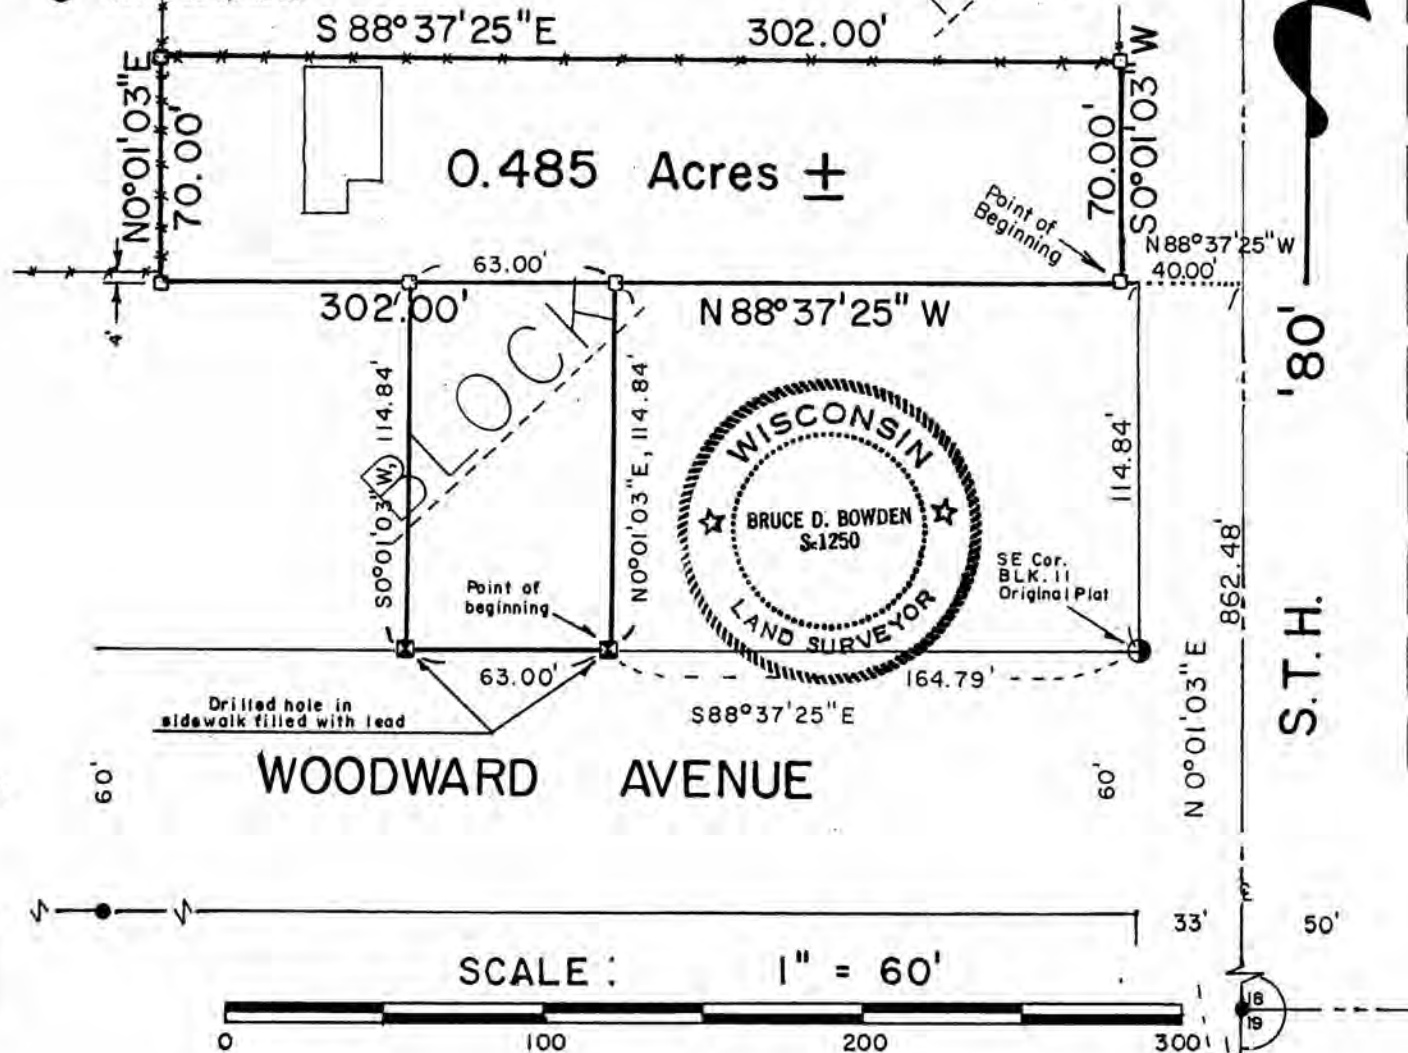 S 88°37'25"E 302.00'
N0°01'03"E
70.00'
0.485 Acres ±
70.00'
S0°01'03"W
Point of
Beginning
N88°37'25"W
40.00'
63.00'
302.00'
N88°37'25"W
4'
BLOCK
S0°01'03"W, 114.84'
N0°01'03"E, 114.84'
WISCONSIN
BRUCE D. BOWDEN
S-1250
LAND SURVEYOR
114.84'
862.48'
S.T.H. '80'
Point of
beginning
SE Cor.
BLK. 11
Original Plat
63.00'
164.79'
S88°37'25"E
N 0°01'03"E
Drilled hole in
sidewalk filled with lead
60'
WOODWARD AVENUE
60'
33'
50'
SCALE: 1" = 60'
18
19
0 100 200 300'